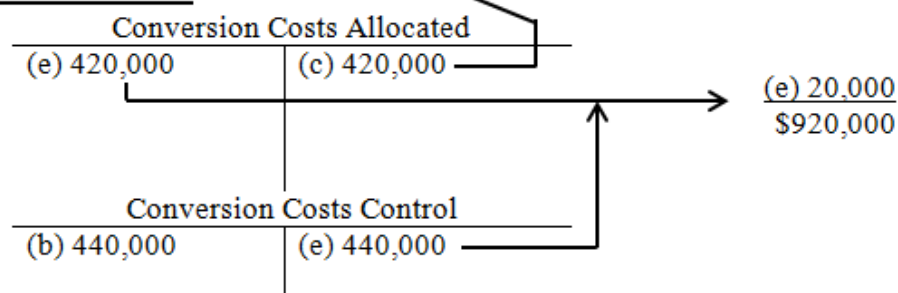 Conversion Costs Allocated
(e) 420,000 (c) 420,000
(e) 20,000
$920,000
Conversion Costs Control
(b) 440,000 (e) 440,000